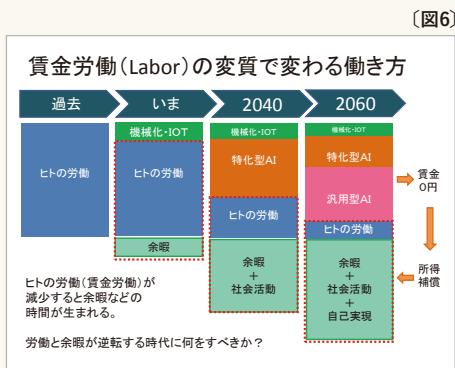 〔図6〕
賃金労働(Labor)の変質で変わる働き方
過去
いま
2040
2060
ヒトの労働
機械化・IOT
ヒトの労働
余暇
機械化・IOT
特化型AI
ヒトの労働
余暇
+
社会活動
機械化・IOT
特化型AI
汎用型AI
ヒトの労働
余暇
+
社会活動
+
自己実現
賃金
0円
所得
補償
ヒトの労働(賃金労働)が
減少すると余暇などの
時間が生まれる。
労働と余暇が逆転する時代に何をすべきか?